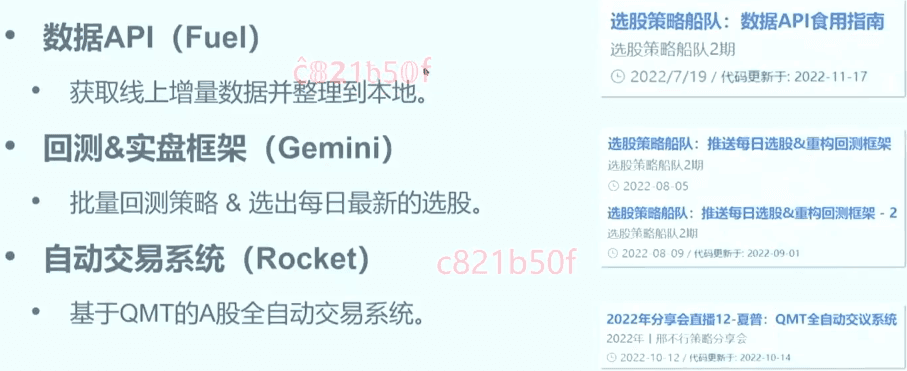 • 数据API（Fuel）
• 获取线上增量数据并整理到本地。
• 回测&实盘框架（Gemini）
• 批量回测策略 & 选出每日最新的选股。
• 自动交易系统（Rocket）
• 基于QMT的A股全自动交易系统。
c821b50f
c821b50f
选股策略船队：数据API食用指南
选股策略船队2期
2022/7/19 / 代码更新于: 2022-11-17
选股策略船队：推送每日选股&重构回测框架
选股策略船队2期
2022-08-05
选股策略船队：推送每日选股&重构回测框架 - 2
选股策略船队2期
2022-08-09 / 代码更新于: 2022-09-01
2022年分享会直播12-夏普：QMT全自动交议系统
2022年丨邢不行策略分享会
2022-10-12 / 代码更新于: 2022-10-14